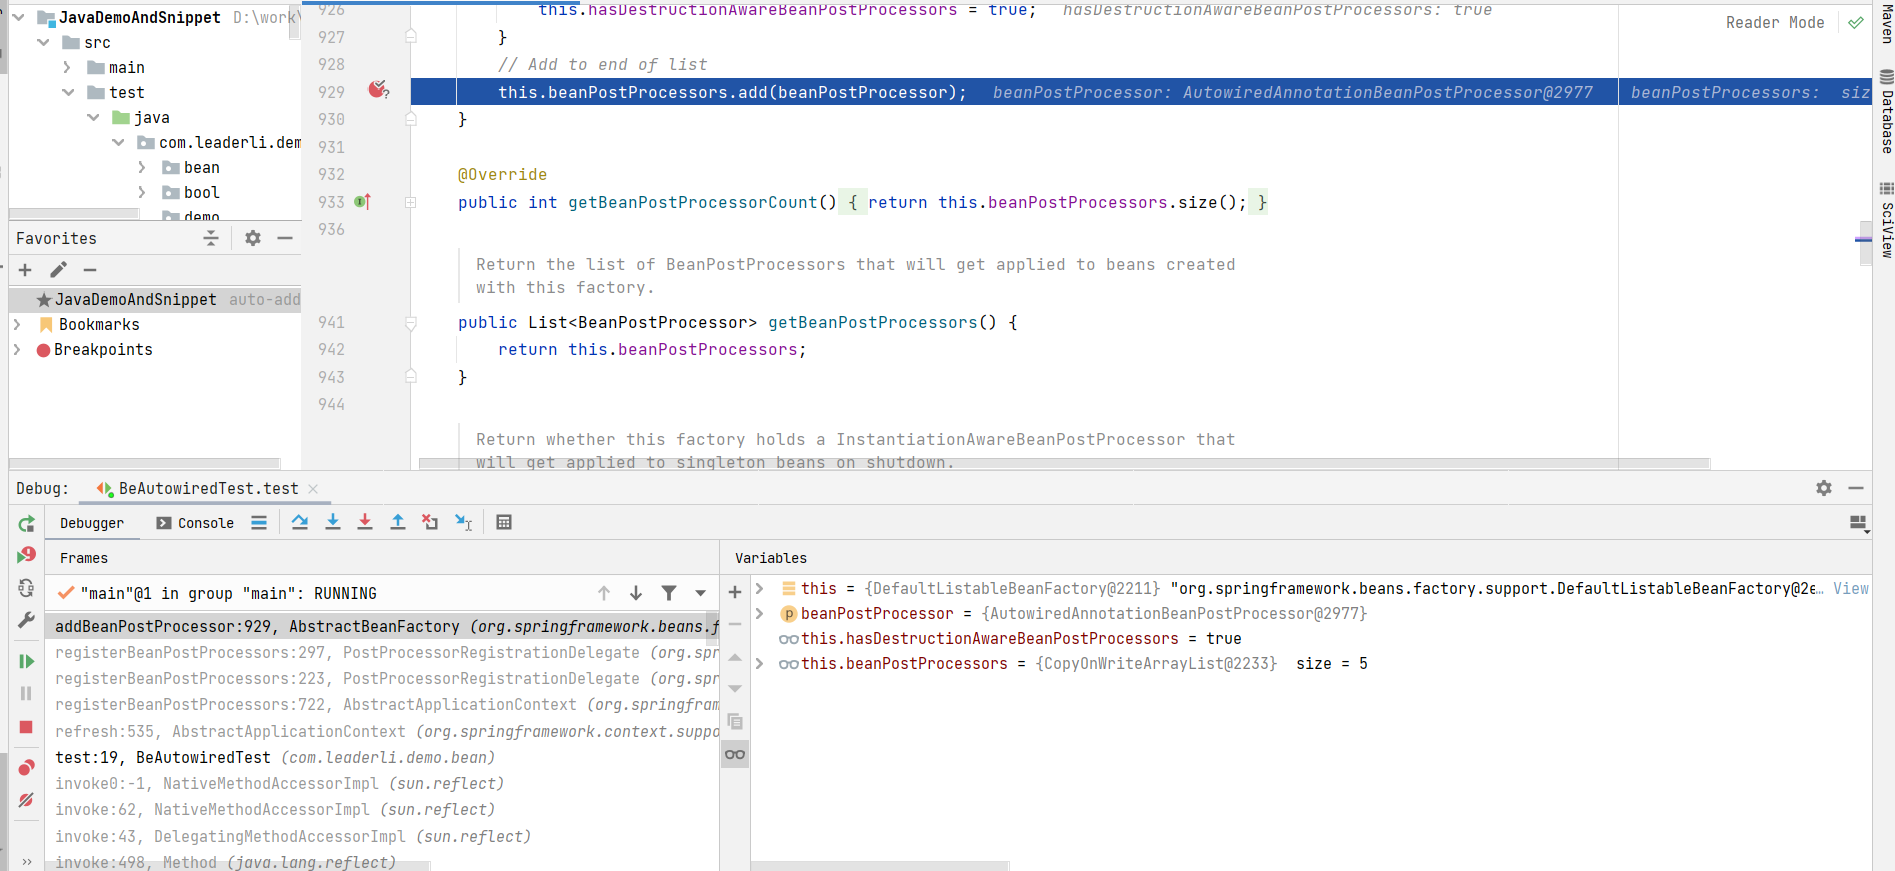 JavaDemoAndSnippet D:\work\
src
main
test
java
com.leaderli.dem
bean
bool
demo
Favorites
JavaDemoAndSnippet auto-add
Bookmarks
Breakpoints
926 this.hasDestructionAwareBeanPostProcessors = true; hasDestructionAwareBeanPostProcessors: true
927 }
928 // Add to end of list
929 this.beanPostProcessors.add(beanPostProcessor); beanPostProcessor: AutowiredAnnotationBeanPostProcessor@2977 beanPostProcessors: siz
930 }
931
932 @Override
933 public int getBeanPostProcessorCount() { return this.beanPostProcessors.size(); }
936
Return the list of BeanPostProcessors that will get applied to beans created
with this factory.
941 public List<BeanPostProcessor> getBeanPostProcessors() {
942 return this.beanPostProcessors;
943 }
944
Return whether this factory holds a InstantiationAwareBeanPostProcessor that
will get applied to singleton beans on shutdown.
Reader Mode
Maven
Database
SciView
Debug: BeAutowiredTest.test
Debugger Console
Frames
"main"@1 in group "main": RUNNING
addBeanPostProcessor:929, AbstractBeanFactory (org.springframework.beans.f
registerBeanPostProcessors:297, PostProcessorRegistrationDelegate (org.spr
registerBeanPostProcessors:223, PostProcessorRegistrationDelegate (org.spr
registerBeanPostProcessors:722, AbstractApplicationContext (org.springfram
refresh:535, AbstractApplicationContext (org.springframework.context.suppo
test:19, BeAutowiredTest (com.leaderli.demo.bean)
invoke0:-1, NativeMethodAccessorImpl (sun.reflect)
invoke:62, NativeMethodAccessorImpl (sun.reflect)
invoke:43, DelegatingMethodAccessorImpl (sun.reflect)
invoke:498, Method (java.lang.reflect)
Variables
this = {DefaultListableBeanFactory@2211} "org.springframework.beans.factory.support.DefaultListableBeanFactory@2e... View
p beanPostProcessor = {AutowiredAnnotationBeanPostProcessor@2977}
this.hasDestructionAwareBeanPostProcessors = true
this.beanPostProcessors = {CopyOnWriteArrayList@2233} size = 5